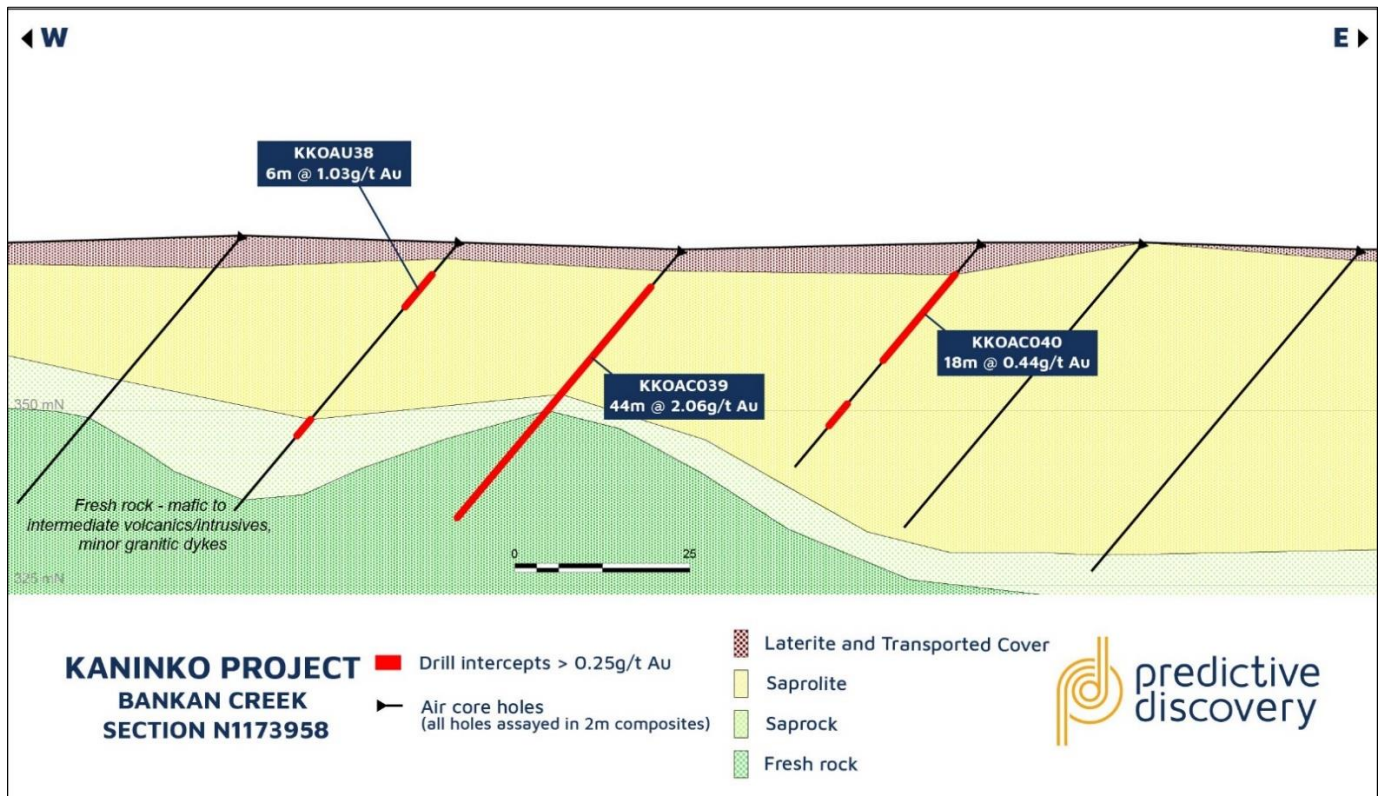 W
E
KKOAU38
6m @ 1.03g/t Au
KKOAC040
18m @ 0.44g/t Au
KKOAC039
44m @ 2.06g/t Au
350 mN
Fresh rock - mafic to
intermediate volcanics/intrusives,
minor granitic dykes
0 25
325 mN
KANINKO PROJECT
BANKAN CREEK
SECTION N1173958
Drill intercepts > 0.25g/t Au
Air core holes
(all holes assayed in 2m composites)
Laterite and Transported Cover
Saprolite
Saprock
Fresh rock
predictive
discovery